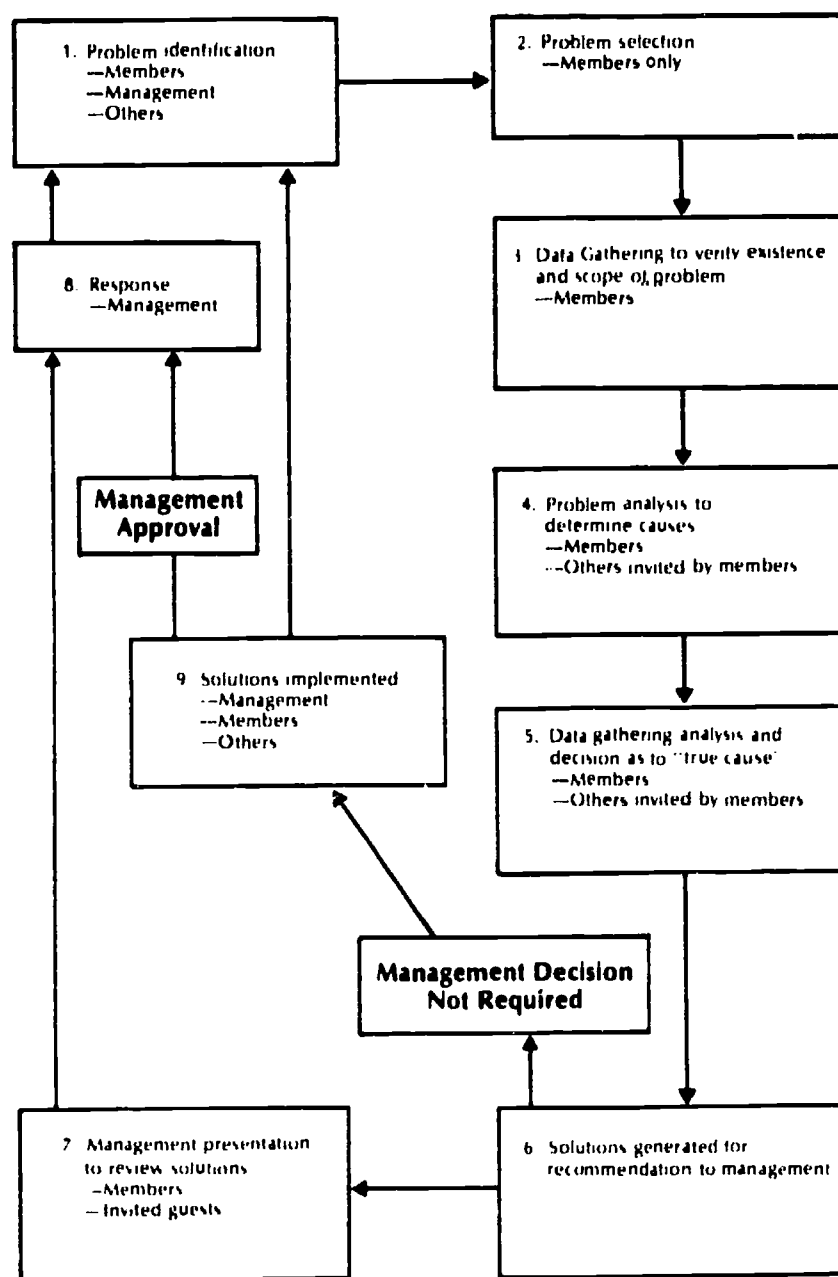 1. Problem identification
—Members
—Management
—Others
2. Problem selection
—Members only
3 Data Gathering to verify existence
and scope of problem
—Members
4. Problem analysis to
determine causes
—Members
—Others invited by members
5. Data gathering analysis and
decision as to "true cause"
—Members
—Others invited by members
6 Solutions generated for
recommendation to management
Management Decision
Not Required
7 Management presentation
to review solutions
—Members
—Invited guests
8. Response
—Management
Management
Approval
9 Solutions implemented
—Management
—Members
—Others